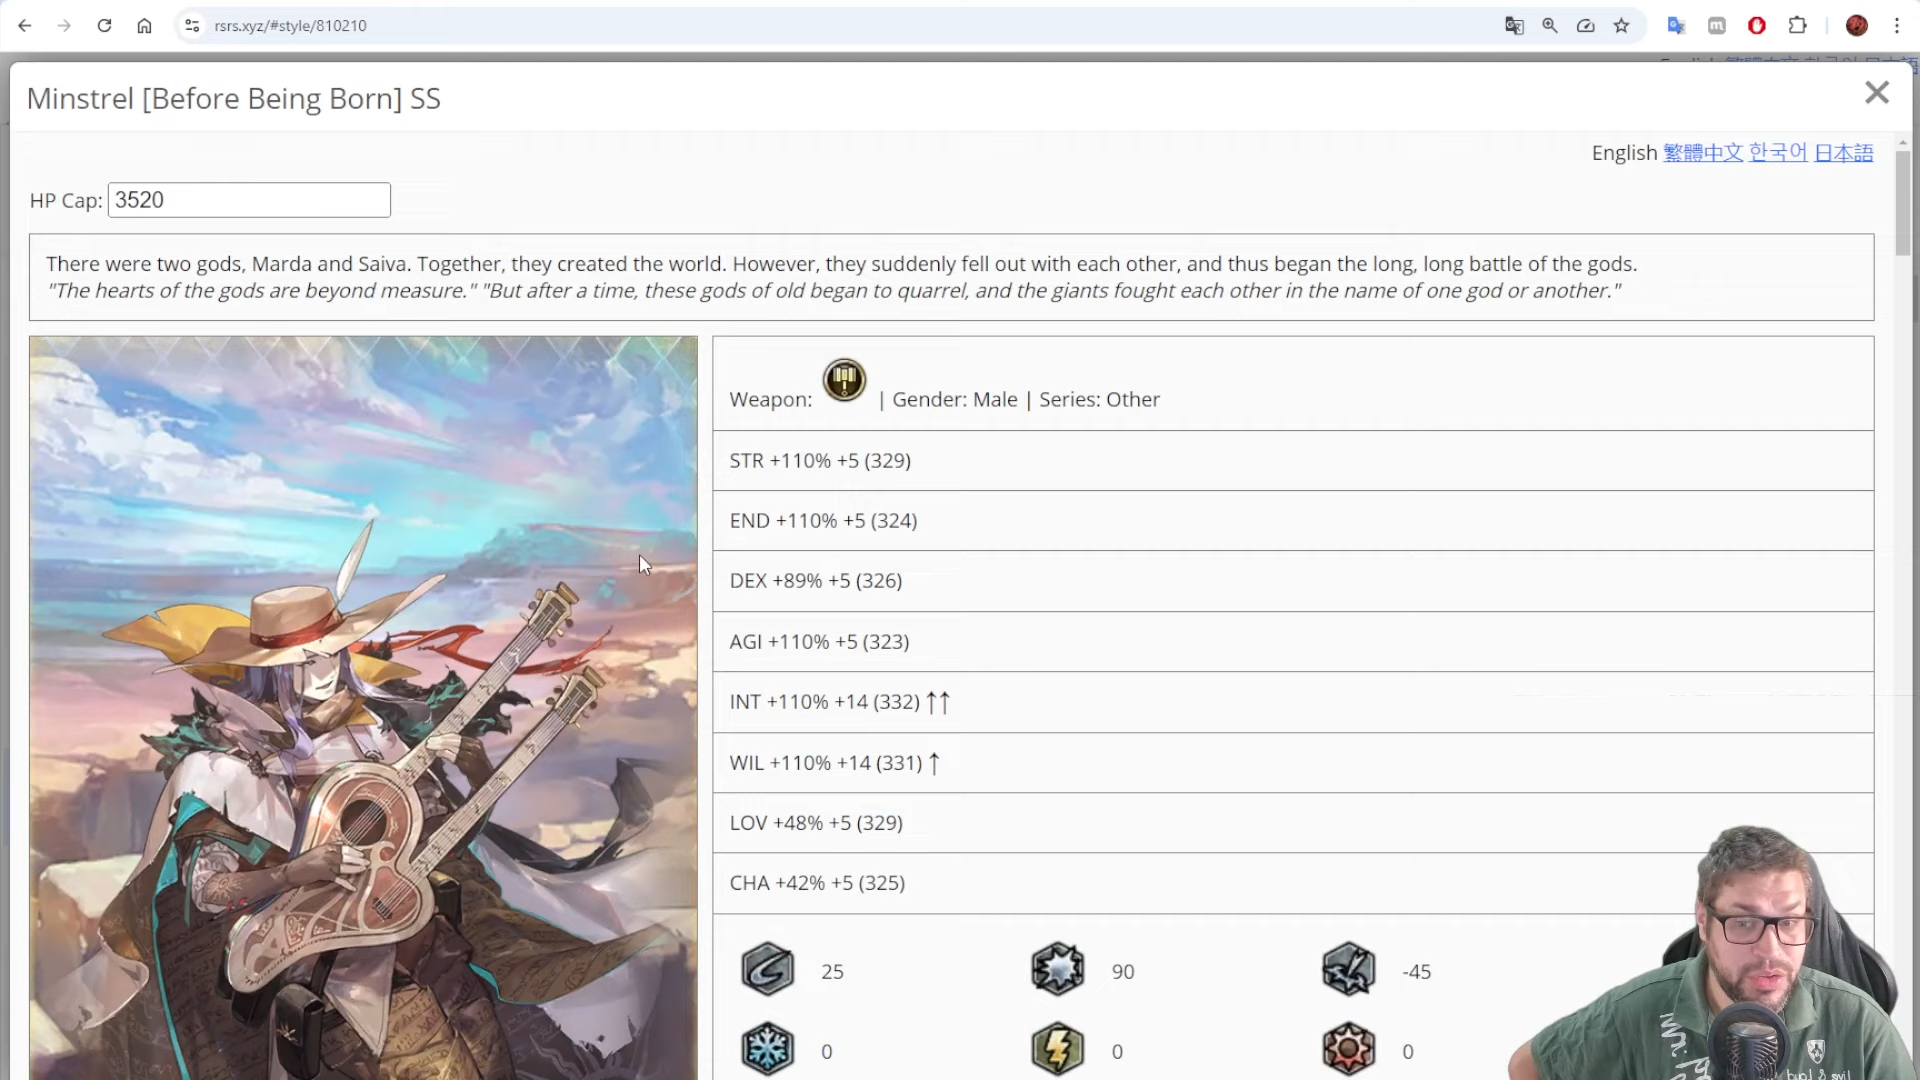 rsrs.xyz/#style/810210
Minstrel [Before Being Born] SS
English 繁體中文 한국어 日本語
HP Cap: 3520
There were two gods, Marda and Saiva. Together, they created the world. However, they suddenly fell out with each other, and thus began the long, long battle of the gods.
"The hearts of the gods are beyond measure." "But after a time, these gods of old began to quarrel, and the giants fought each other in the name of one god or another."
Weapon: | Gender: Male | Series: Other
STR +110% +5 (329)
END +110% +5 (324)
DEX +89% +5 (326)
AGI +110% +5 (323)
INT +110% +14 (332) ↑↑
WIL +110% +14 (331) ↑
LOV +48% +5 (329)
CHA +42% +5 (325)
25 90 -45
0 0 0